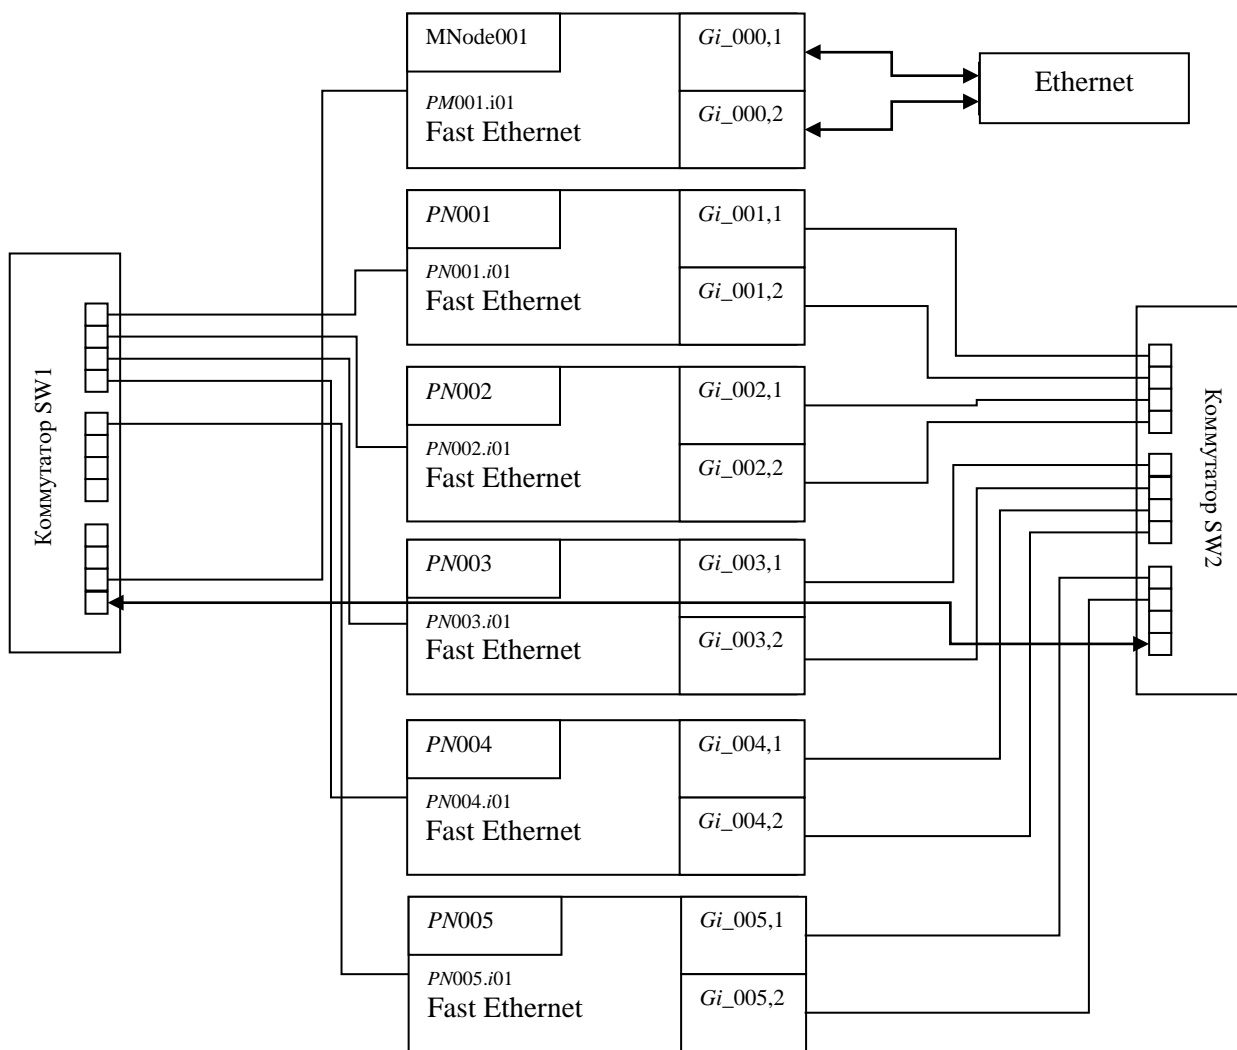 MNode001
Gi_000,1
PM001.i01
Fast Ethernet
Gi_000,2
Ethernet
PN001
Gi_001,1
PN001.i01
Fast Ethernet
Gi_001,2
Коммутатор SW1
PN002
Gi_002,1
PN002.i01
Fast Ethernet
Gi_002,2
Коммутатор SW2
PN003
Gi_003,1
PN003.i01
Fast Ethernet
Gi_003,2
PN004
Gi_004,1
PN004.i01
Fast Ethernet
Gi_004,2
PN005
Gi_005,1
PN005.i01
Fast Ethernet
Gi_005,2